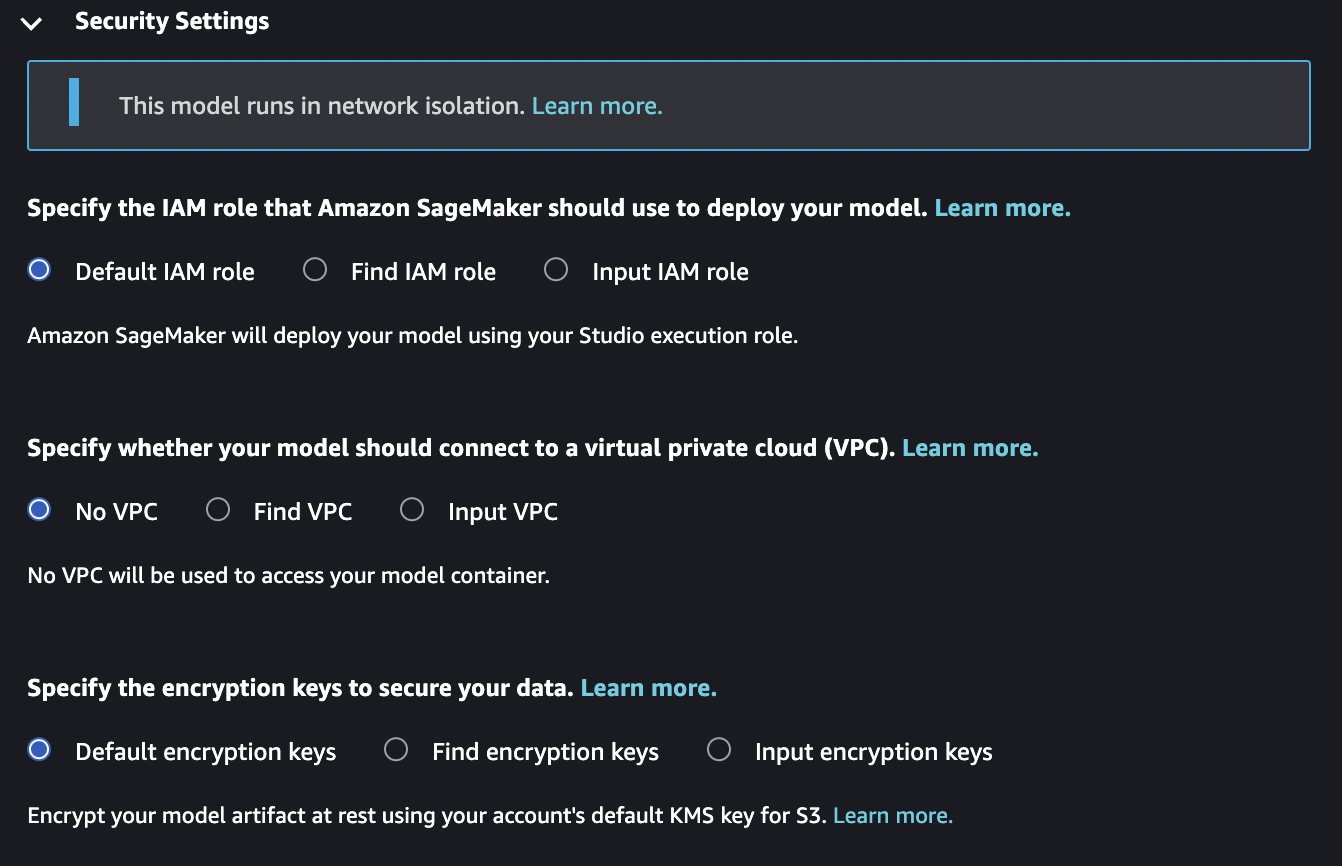 Security Settings
This model runs in network isolation. Learn more.
Specify the IAM role that Amazon SageMaker should use to deploy your model. Learn more.
Default IAM role Find IAM role Input IAM role
Amazon SageMaker will deploy your model using your Studio execution role.
Specify whether your model should connect to a virtual private cloud (VPC). Learn more.
No VPC Find VPC Input VPC
No VPC will be used to access your model container.
Specify the encryption keys to secure your data. Learn more.
Default encryption keys Find encryption keys Input encryption keys
Encrypt your model artifact at rest using your account's default KMS key for S3. Learn more.